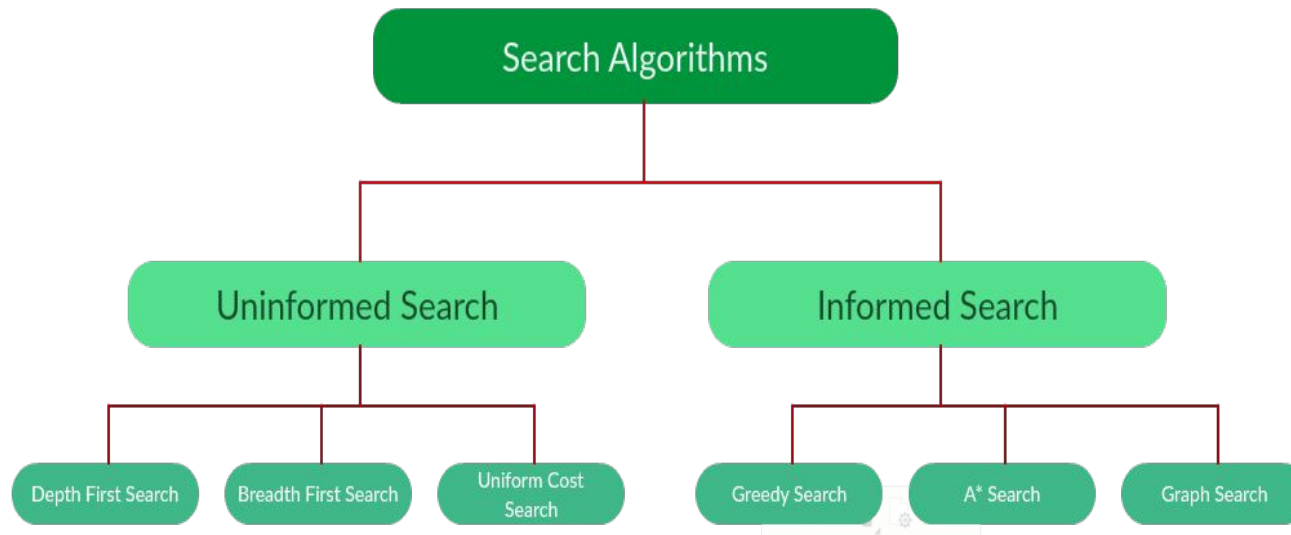 Search Algorithms
Uninformed Search
Informed Search
Depth First Search
Breadth First Search
Uniform Cost
Search
Greedy Search
A* Search
Graph Search